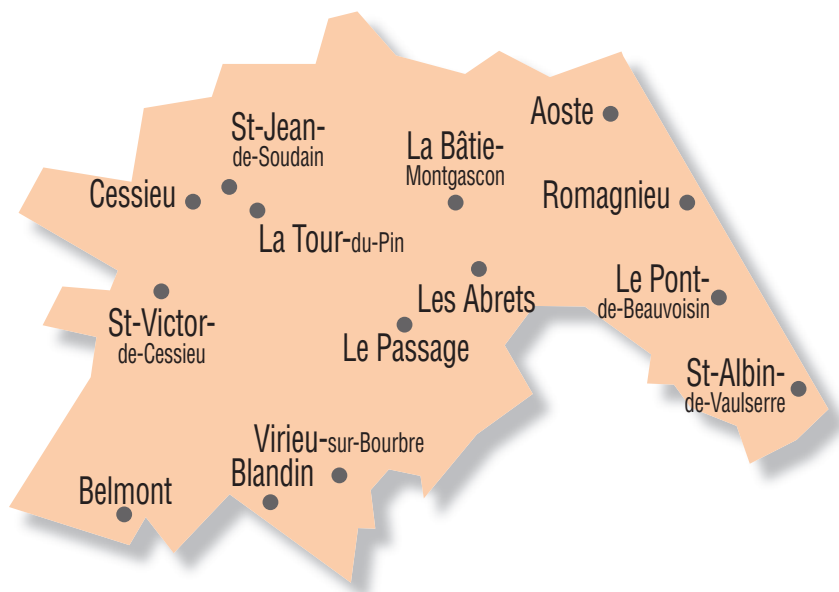 Aoste
St-Jean-
de-Soudain
La Bâtie-
Montgascon
Cessieu
Romagnieu
La Tour-du-Pin
Les Abrets
Le Pont-
de-Beauvoisin
St-Victor-
de-Cessieu
Le Passage
St-Albin-
de-Vaulserre
Virieu-sur-Bourbre
Blandin
Belmont